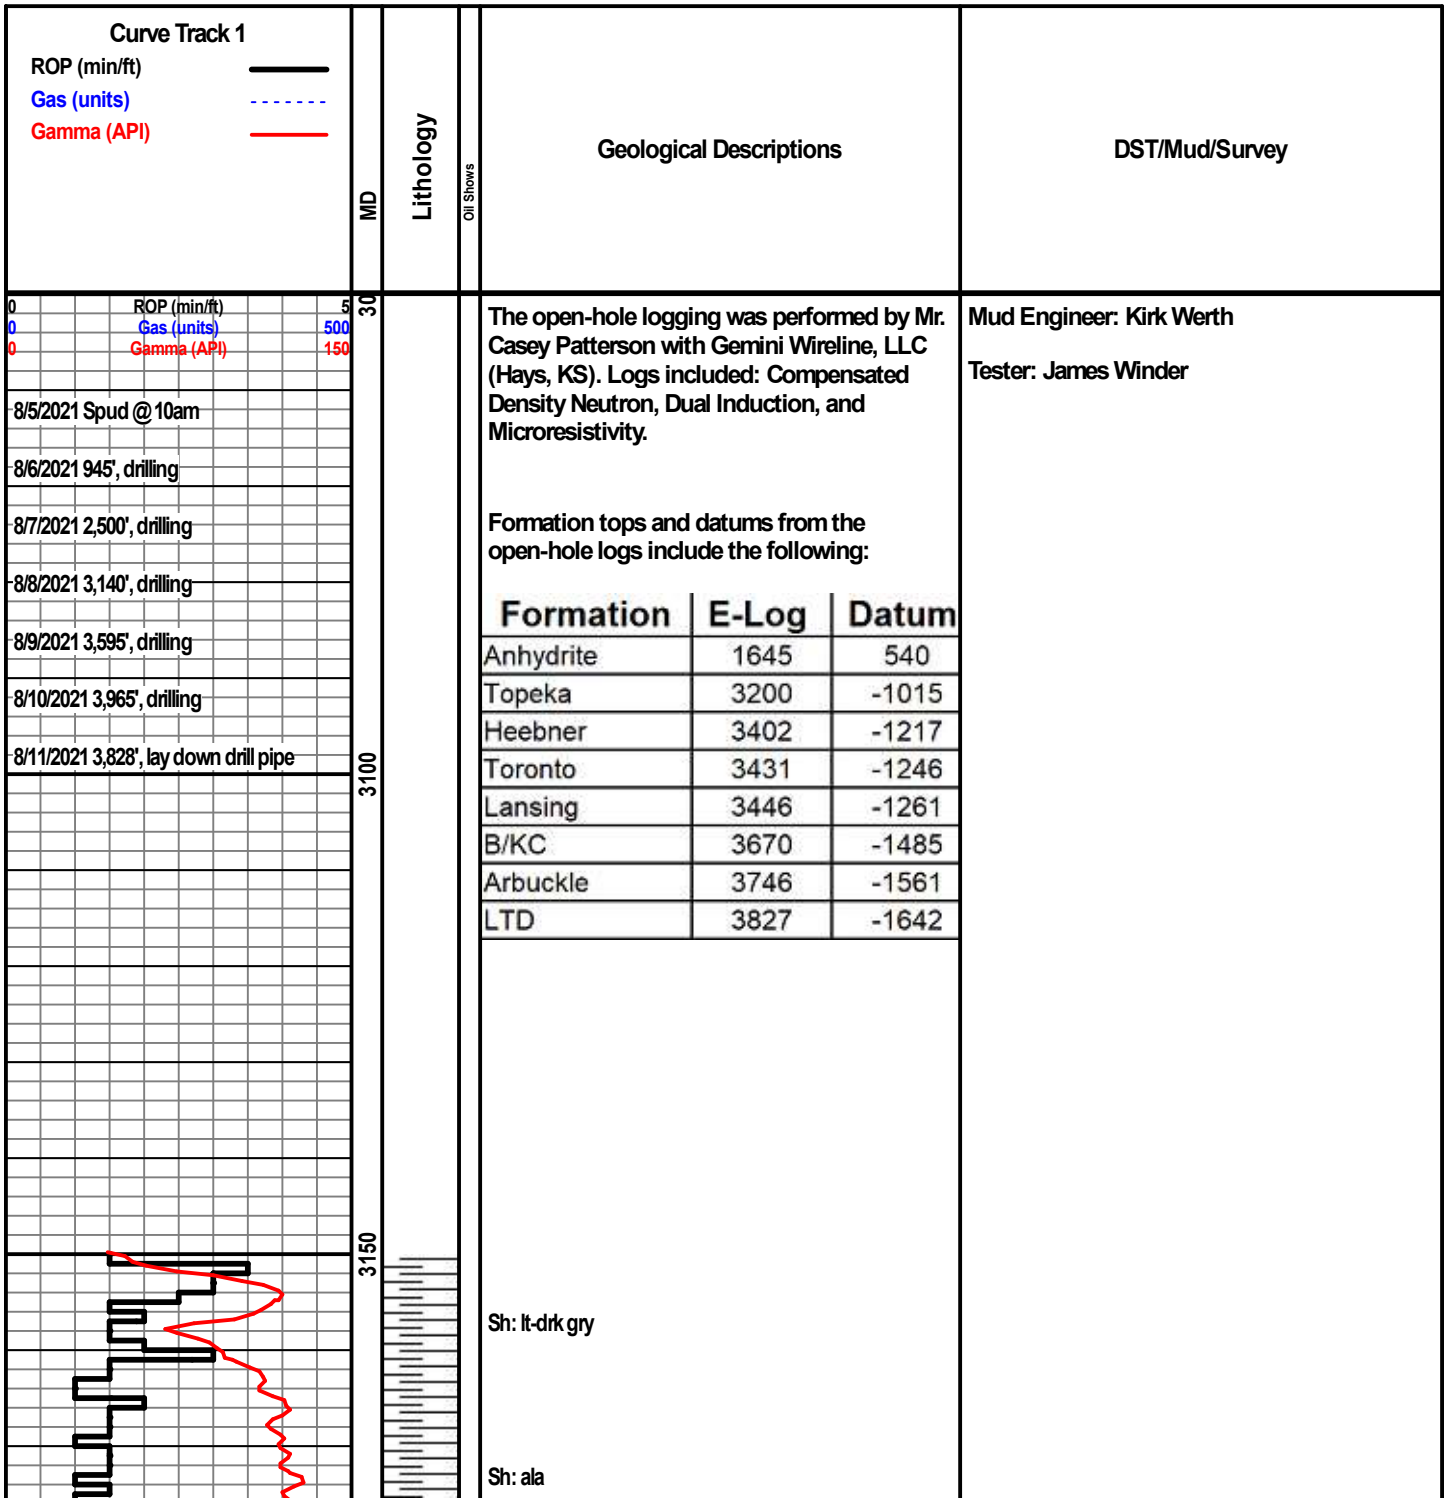 Curve Track 1
ROP (min/ft)
Gas (units)
Gamma (API)
MD
Lithology
Oil Shows
Geological Descriptions
DST/Mud/Survey
0 ROP (min/ft) 5
0 Gas (units) 500
0 Gamma (API) 150
30
8/5/2021 Spud @ 10am
8/6/2021 945', drilling
8/7/2021 2,500', drilling
8/8/2021 3,140', drilling
8/9/2021 3,595', drilling
8/10/2021 3,965', drilling
8/11/2021 3,828', lay down drill pipe
3100
3150
The open-hole logging was performed by Mr.
Casey Patterson with Gemini Wireline, LLC
(Hays, KS). Logs included: Compensated
Density Neutron, Dual Induction, and
Microresistivity.
Formation tops and datums from the
open-hole logs include the following:
Formation E-Log Datum
Anhydrite 1645 540
Topeka 3200 -1015
Heebner 3402 -1217
Toronto 3431 -1246
Lansing 3446 -1261
B/KC 3670 -1485
Arbuckle 3746 -1561
LTD 3827 -1642
Sh: lt-drk gry
Sh: ala
Mud Engineer: Kirk Werth
Tester: James Winder